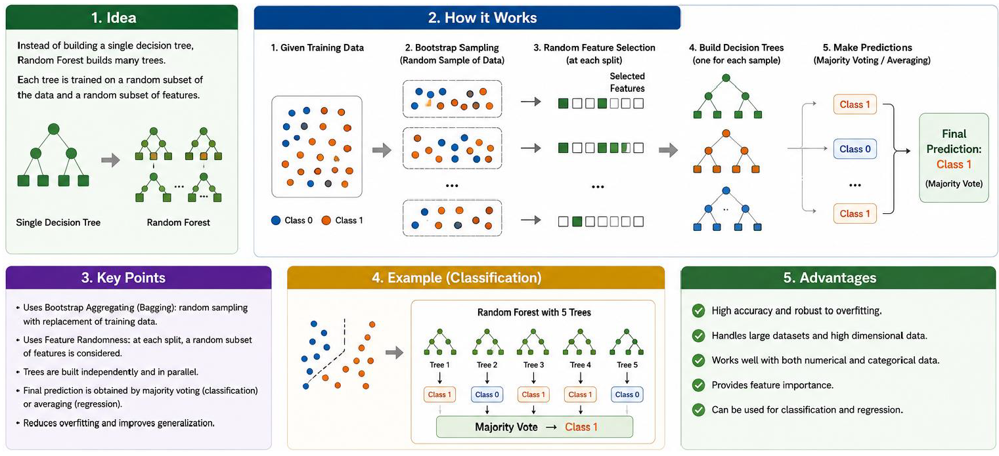 1. Idea
Instead of building a single decision tree,
Random Forest builds many trees.
Each tree is trained on a random subset of
the data and a random subset of features.
Single Decision Tree
Random Forest
2. How it Works
1. Given Training Data
Class 0
Class 1
2. Bootstrap Sampling
(Random Sample of Data)
...
3. Random Feature Selection
(at each split)
Selected
Features
...
4. Build Decision Trees
(one for each sample)
5. Make Predictions
(Majority Voting / Averaging)
Class 1
Class 0
...
Class 1
Final
Prediction:
Class 1
(Majority Vote)
3. Key Points
• Uses Bootstrap Aggregating (Bagging): random sampling
with replacement of training data.
• Uses Feature Randomness: at each split, a random subset
of features is considered.
• Trees are built independently and in parallel.
• Final prediction is obtained by majority voting (classification)
or averaging (regression).
• Reduces overfitting and improves generalization.
4. Example (Classification)
Random Forest with 5 Trees
Tree 1 Tree 2 Tree 3 Tree 4 Tree 5
Class 1 Class 0 Class 1 Class 1 Class 0
Majority Vote → Class 1
5. Advantages
High accuracy and robust to overfitting.
Handles large datasets and high dimensional data.
Works well with both numerical and categorical data.
Provides feature importance.
Can be used for classification and regression.